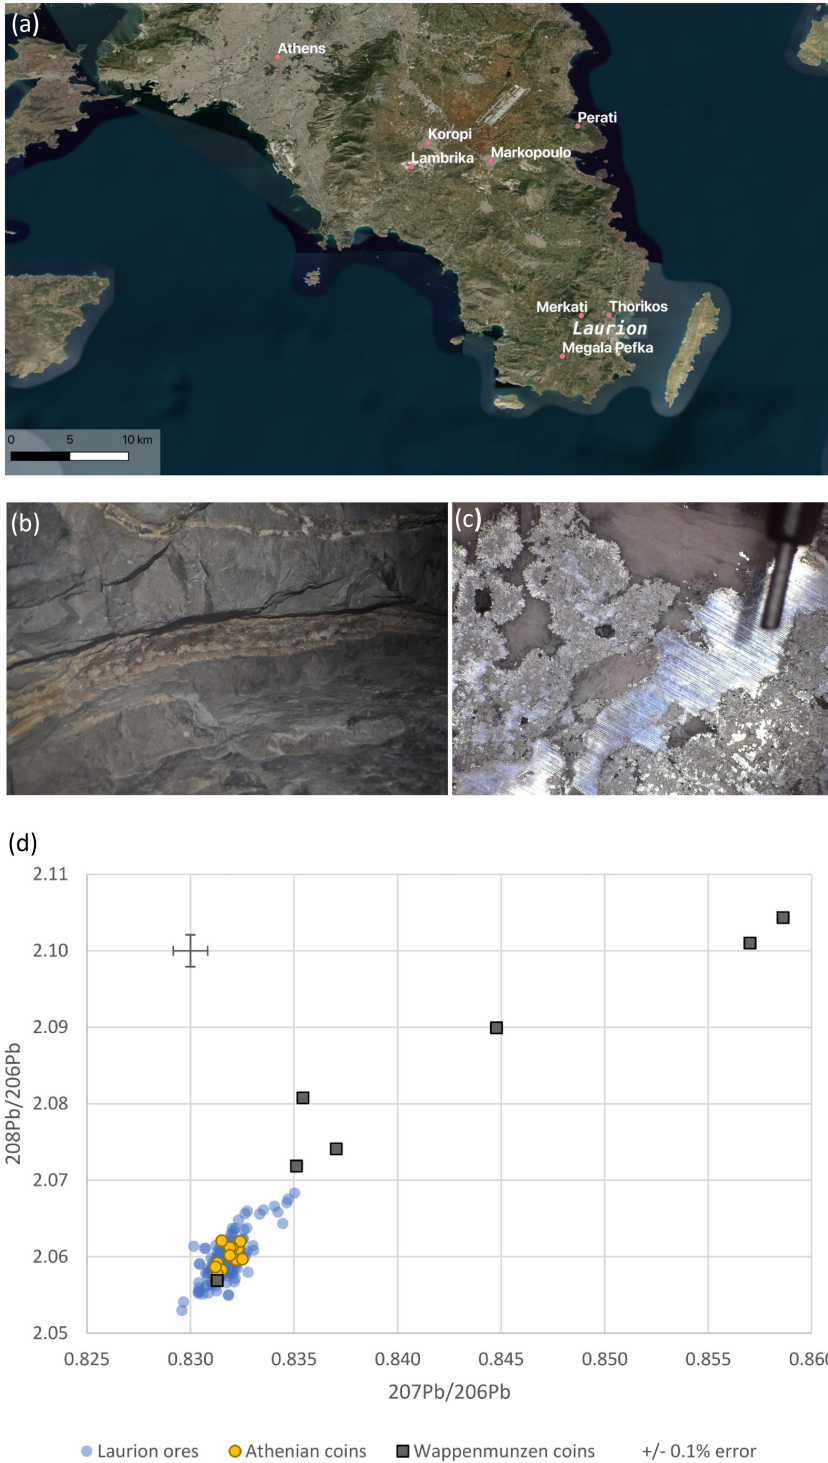 (a)
Athens
Perati
Koropi
Lambrika
Markopoulo
Merkati
Thorikos
Laurion
Megala Pefka
0 5 10 km
(b)
(c)
(d)
2.11
2.10
2.09
2.08
2.07
2.06
2.05
208Pb/206Pb
0.825 0.830 0.835 0.840 0.845 0.850 0.855 0.860
207Pb/206Pb
Laurion ores Athenian coins Wappenmunzen coins +/- 0.1% error